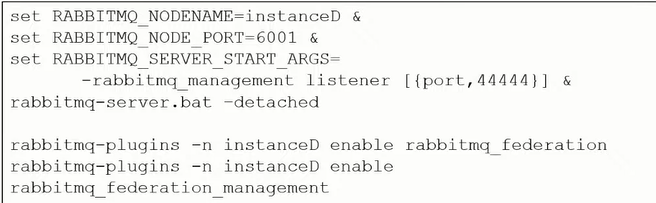 set RABBITMQ_NODENAME=instanceD &
set RABBITMQ_NODE_PORT=6001 &
set RABBITMQ_SERVER_START_ARGS=
-rabbitmq_management listener [{port,44444}] &
rabbitmq-server.bat –detached
rabbitmq-plugins -n instanceD enable rabbitmq_federation
rabbitmq-plugins -n instanceD enable
rabbitmq_federation_management